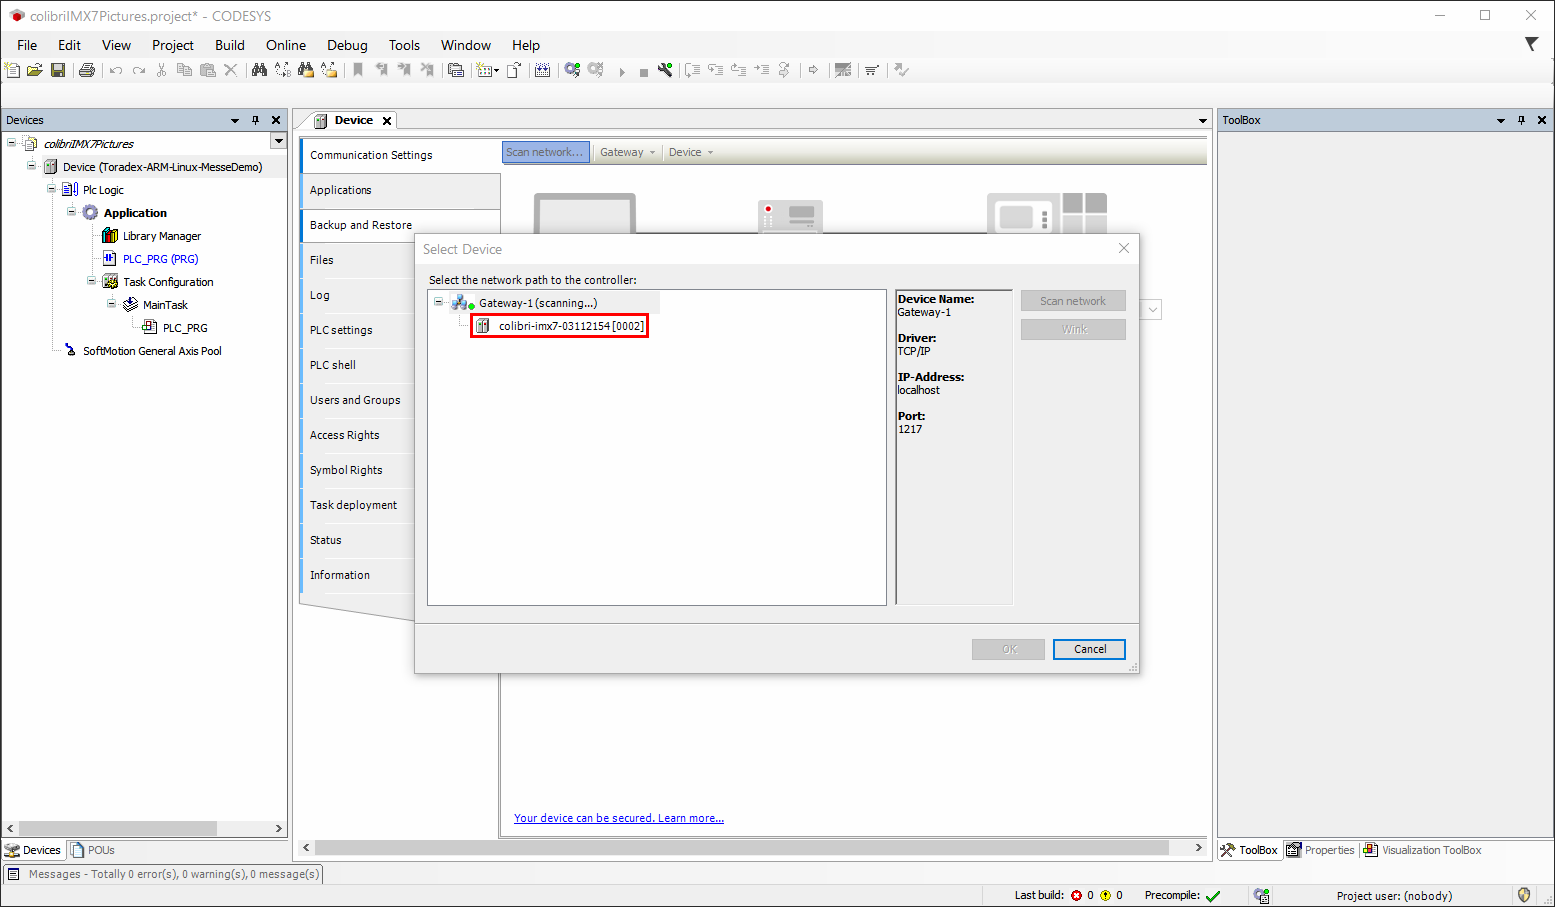 colibriIMX7Pictures.project* - CODESYS
File Edit View Project Build Online Debug Tools Window Help
Devices
colibriIMX7Pictures
Device (Toradex-ARM-Linux-MesseDemo)
Plc Logic
Application
Library Manager
PLC_PRG (PRG)
Task Configuration
MainTask
PLC_PRG
SoftMotion General Axis Pool
Devices
POUs
Device
Communication Settings
Applications
Backup and Restore
Files
Log
PLC settings
PLC shell
Users and Groups
Access Rights
Symbol Rights
Task deployment
Status
Information
Scan network... Gateway Device
Select Device
Select the network path to the controller:
Gateway-1 (scanning...)
colibri-imx7-03112154 [0002]
Device Name:
Gateway-1
Driver:
TCP/IP
IP-Address:
localhost
Port:
1217
Scan network
Wink
OK
Cancel
Your device can be secured. Learn more...
ToolBox
ToolBox
Properties
Visualization ToolBox
Messages - Totally 0 error(s), 0 warning(s), 0 message(s)
Last build: 0 0 Precompile: Project user: (nobody)